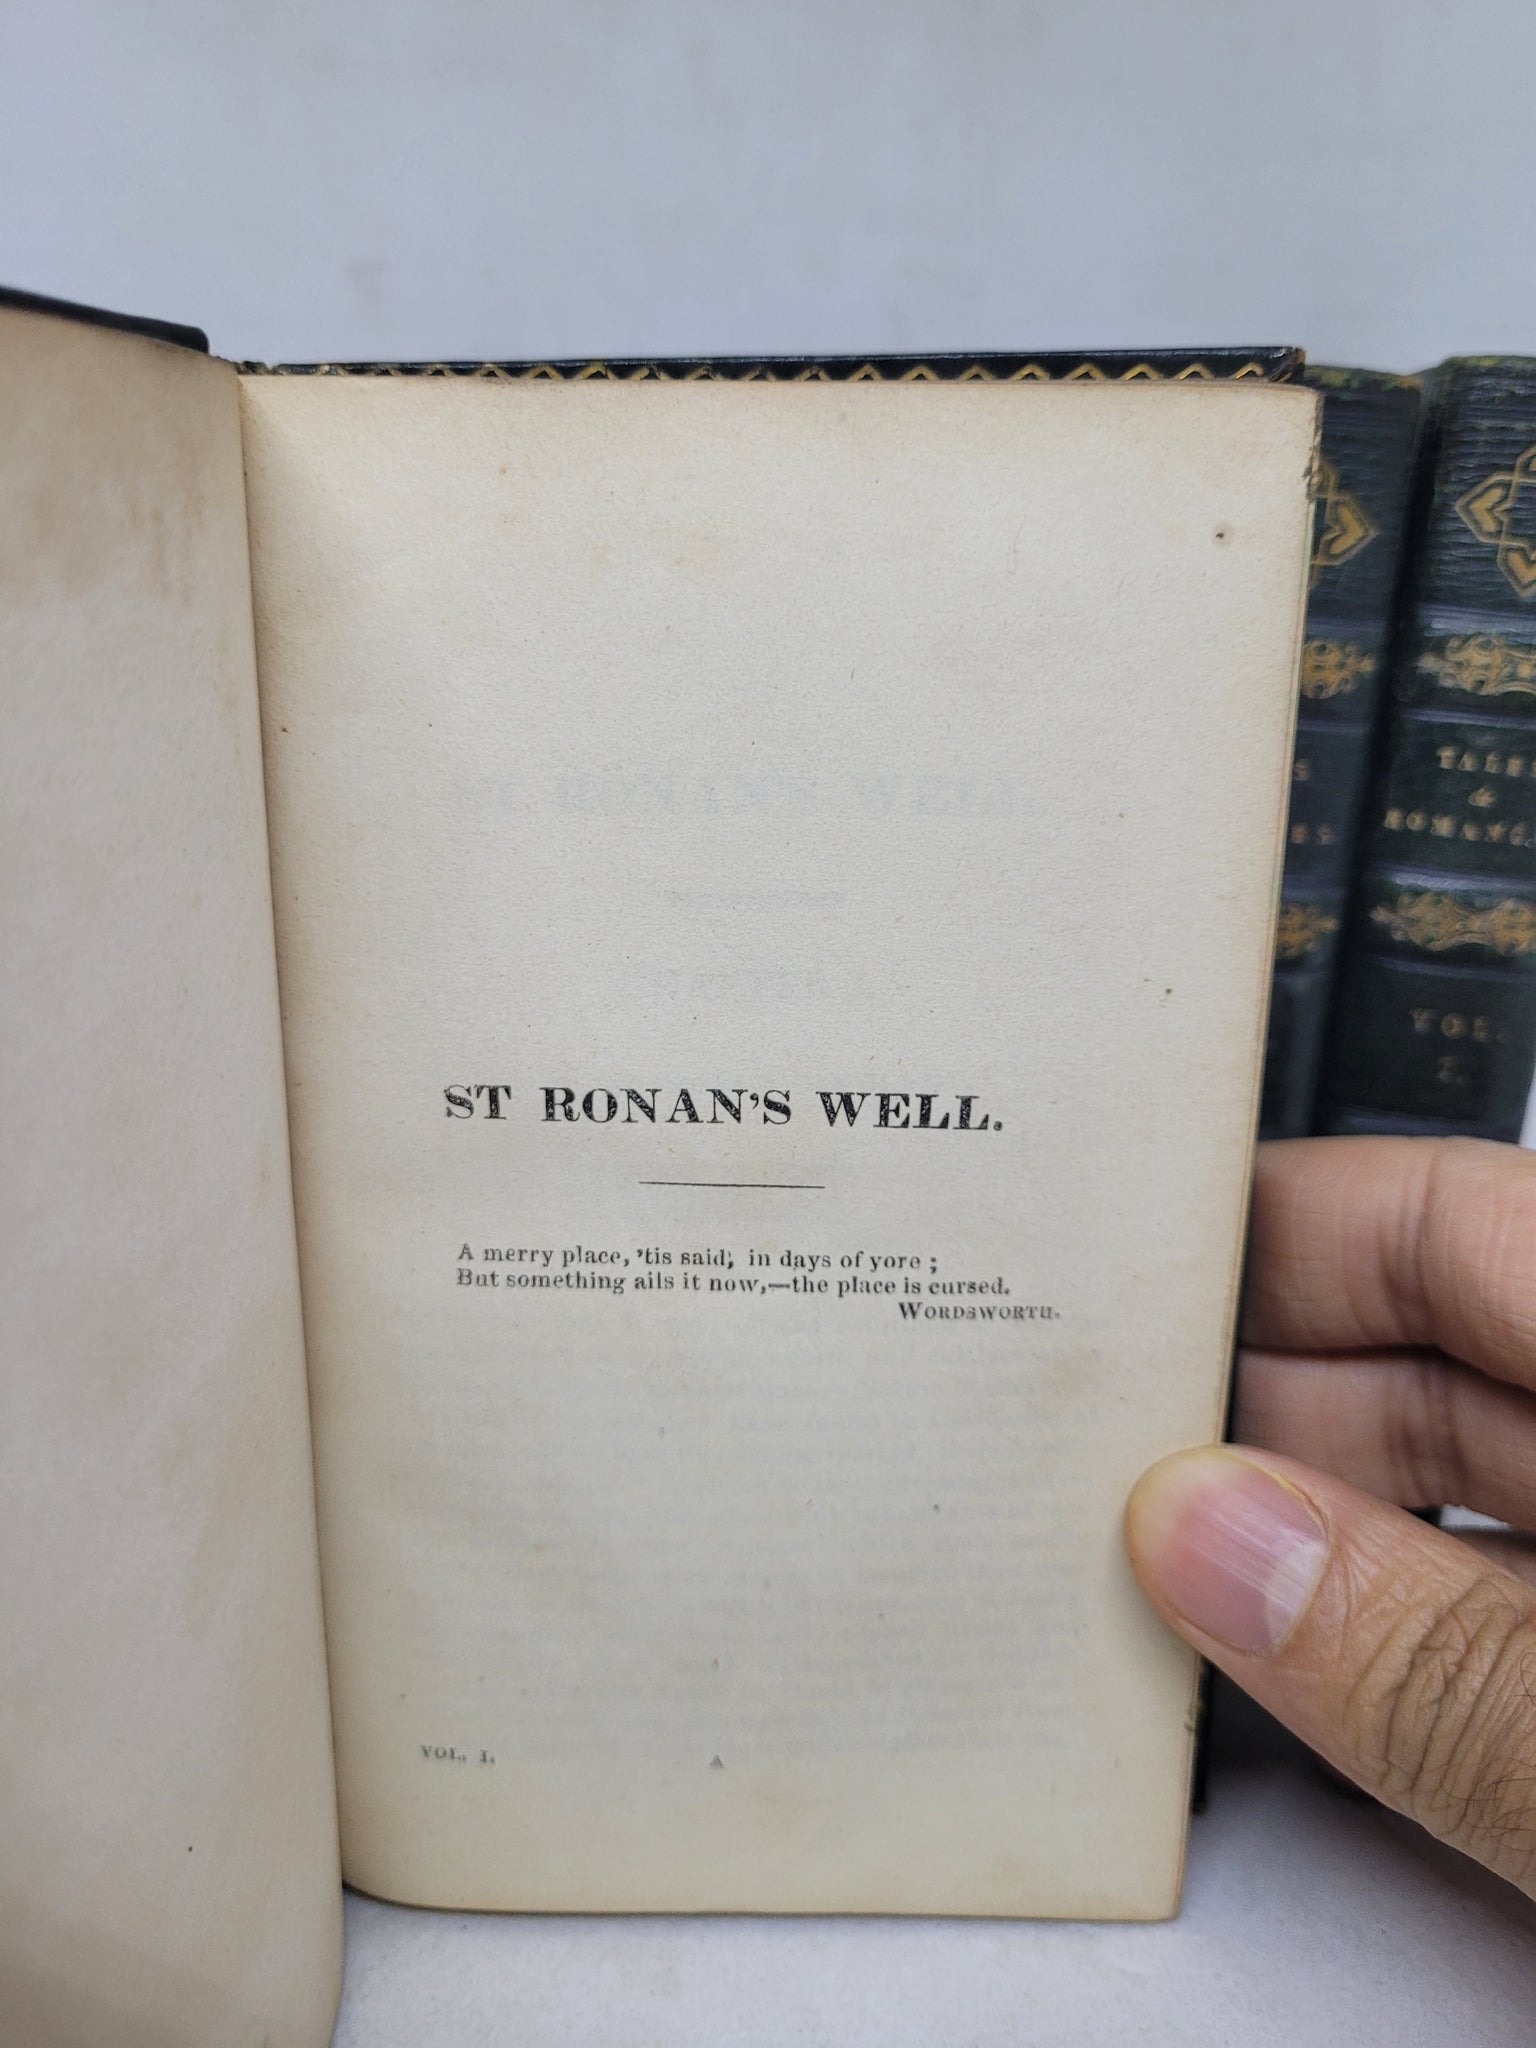 ST RONAN'S WELL.
A merry place, 'tis said, in days of yore ;
But something ails it now,—the place is cursed.
WORDSWORTH.
VOL. I.
A
TALES
&
ROMANC
VOL.